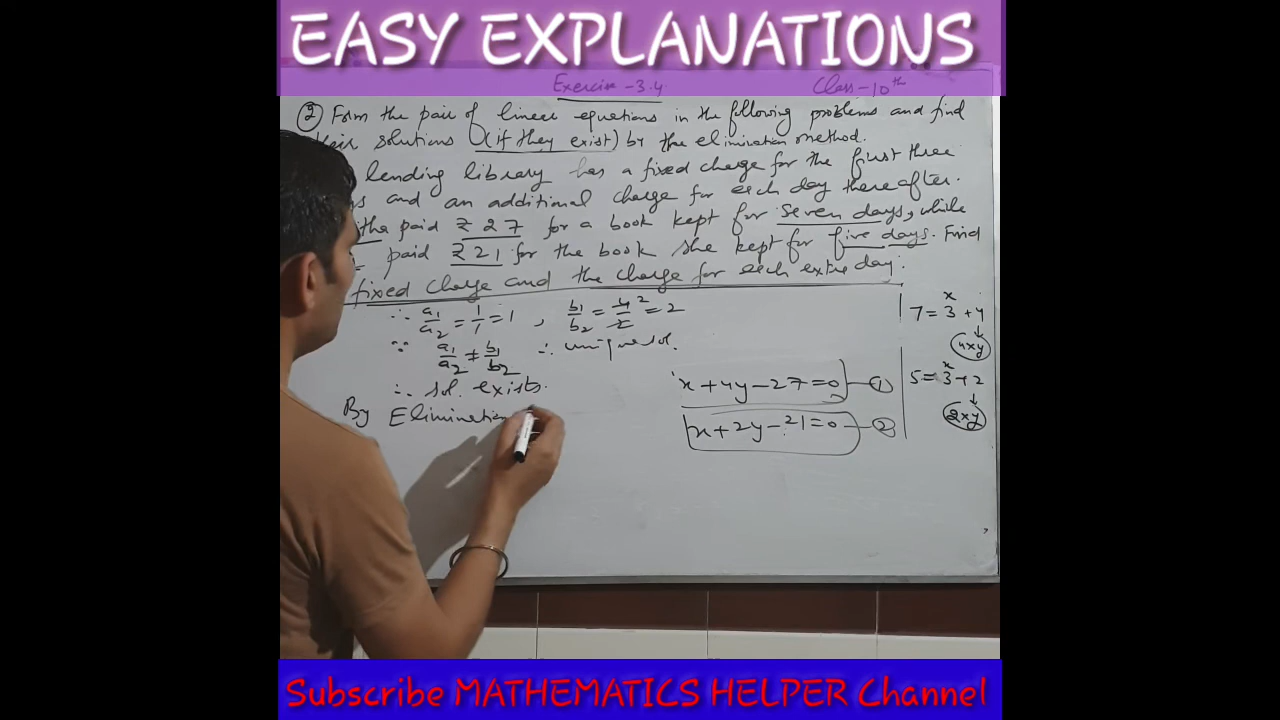 EASY EXPLANATIONS
Exercise - 3.4 Class - 10th
② Form the pair of linear equations in the following problems and find
solutions (if they exist) by the elimination method.
lending library has a fixed charge for the first three
and an additional charge for each day thereafter.
paid ₹ 27 for a book kept for seven days, while
paid ₹ 21 for the book she kept for five days. Find
fixed charge and the charge for each extra day.
∴ a₁/a₂ = 1/1 = 1 , b₁/b₂ = 4/2 2 = 2
∵ a₁/a₂ ≠ b₁/b₂ ∴ unique sol.
∴ sol. exists.
By Elimination
x + 4y - 27 = 0 — ①
x + 2y - 21 = 0 — ②
x
7 = 3 + 4
↓
4xy
x
5 = 3 + 2
↓
2xy
Subscribe MATHEMATICS HELPER Channel